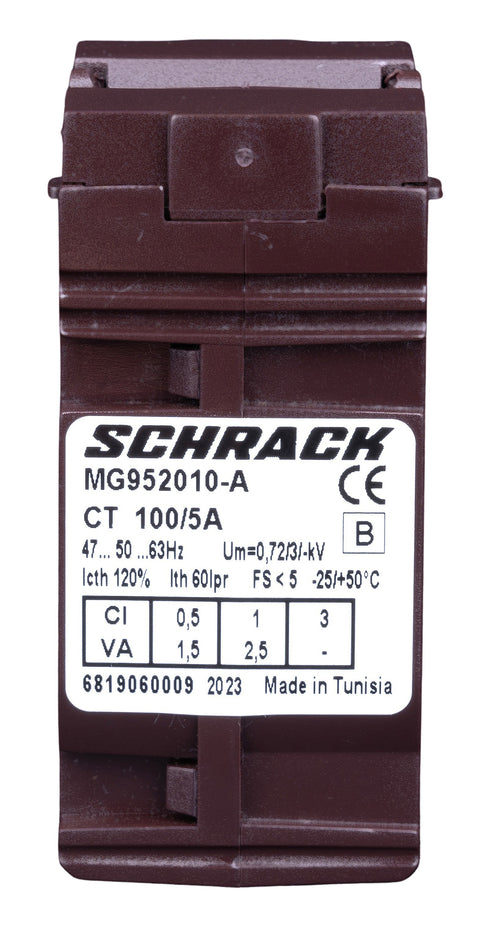 SCHRACK
MG952010-A CE
CT 100/5A B
47... 50 ...63Hz Um=0,72/3/-kV
Icth 120% Ith 60Ipr FS < 5 -25/+50°C
CI 0,5 1 3
VA 1,5 2,5 -
6819060009 2023 Made in Tunisia